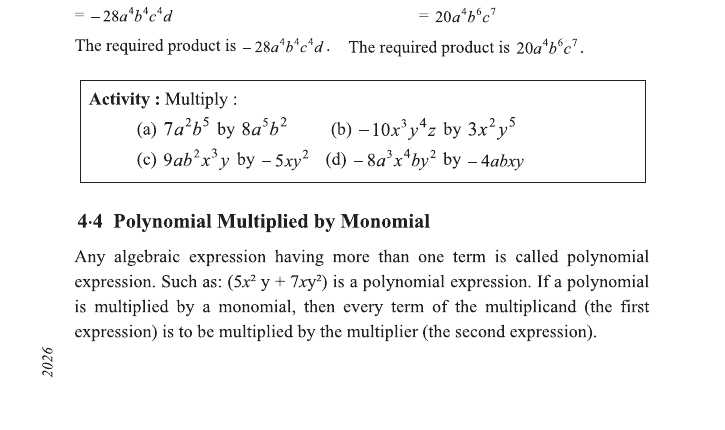 = – 28a⁴b⁴c⁴d = 20a⁴b⁶c⁷
The required product is – 28a⁴b⁴c⁴d . The required product is 20a⁴b⁶c⁷ .
Activity : Multiply :
(a) 7a²b⁵ by 8a⁵b² (b) –10x³y⁴z by 3x²y⁵
(c) 9ab²x³y by – 5xy² (d) – 8a³x⁴by² by – 4abxy
4·4 Polynomial Multiplied by Monomial
Any algebraic expression having more than one term is called polynomial
expression. Such as: (5x² y + 7xy²) is a polynomial expression. If a polynomial
is multiplied by a monomial, then every term of the multiplicand (the first
expression) is to be multiplied by the multiplier (the second expression).
2026